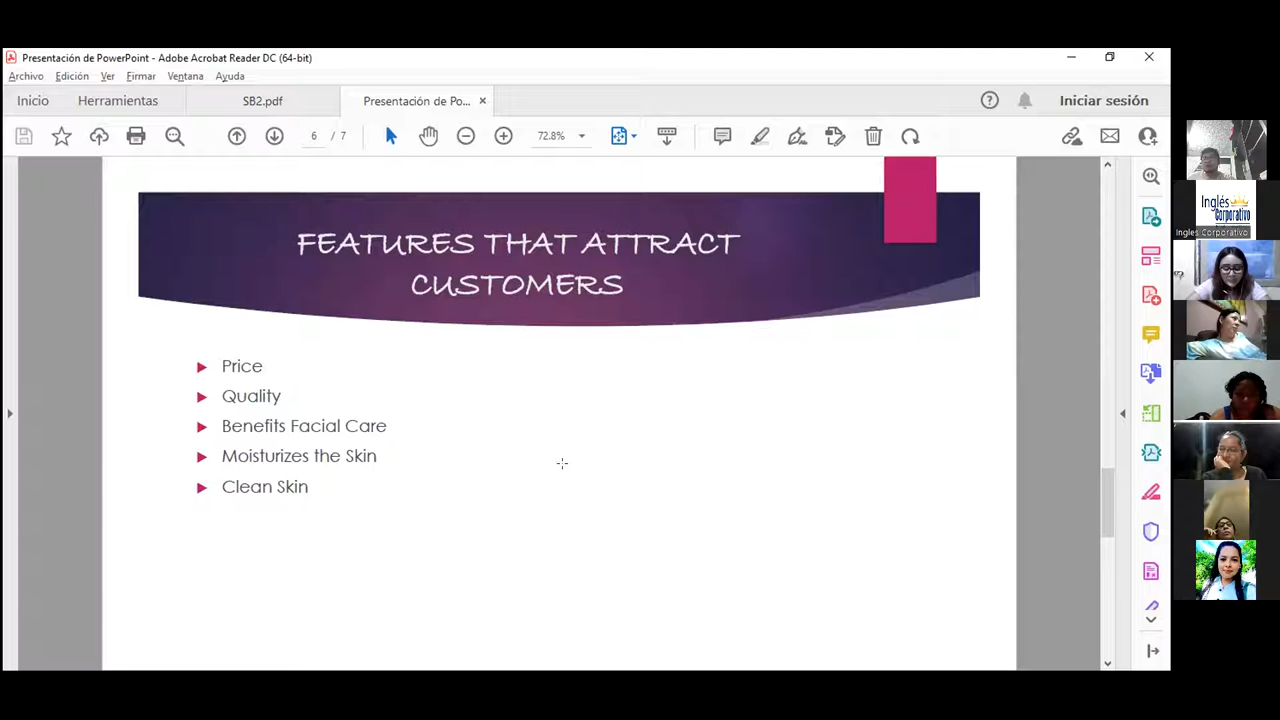 Presentación de PowerPoint - Adobe Acrobat Reader DC (64-bit)
Archivo Edición Ver Firmar Ventana Ayuda
Inicio Herramientas SB2.pdf Presentación de Po... Iniciar sesión
6 / 7 72.8%
FEATURES THAT ATTRACT
CUSTOMERS
Price
Quality
Benefits Facial Care
Moisturizes the Skin
Clean Skin
Inglés
Corporativo
Ingles Corporativo